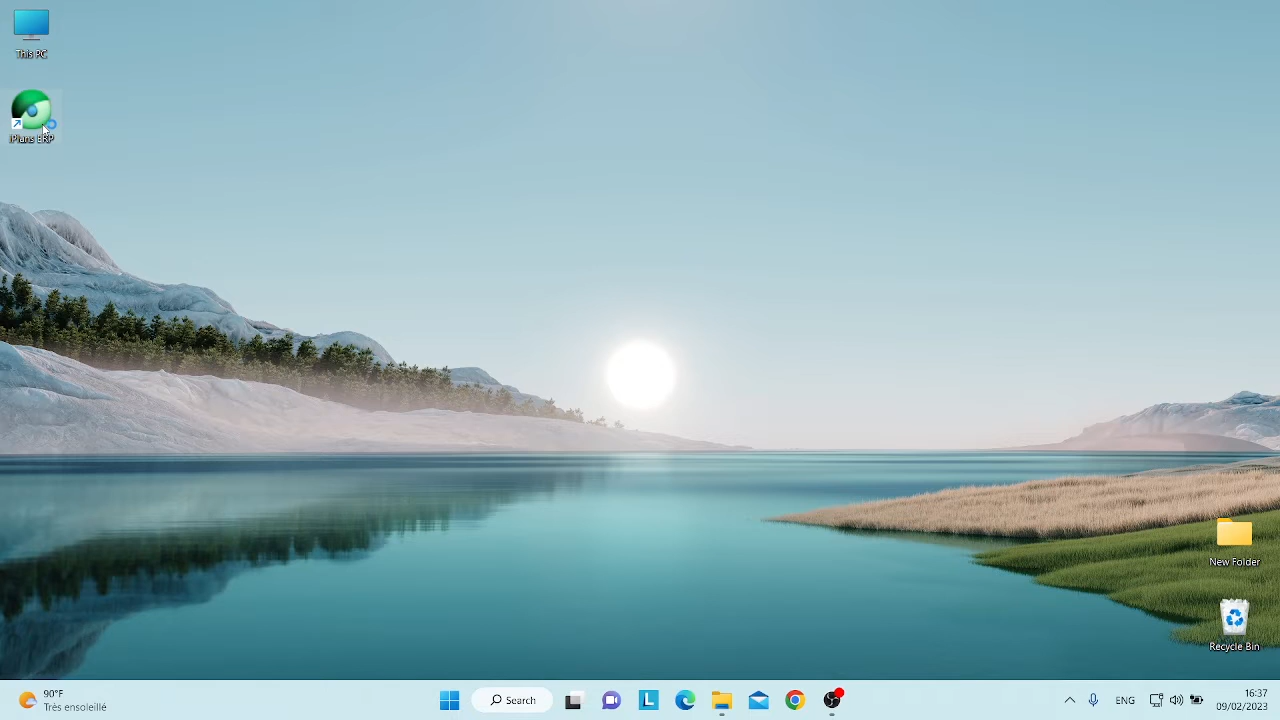 This PC
iPlans ERP
New Folder
Recycle Bin
90°F
Très ensoleillé
Search
L
ENG
16:37
09/02/2023